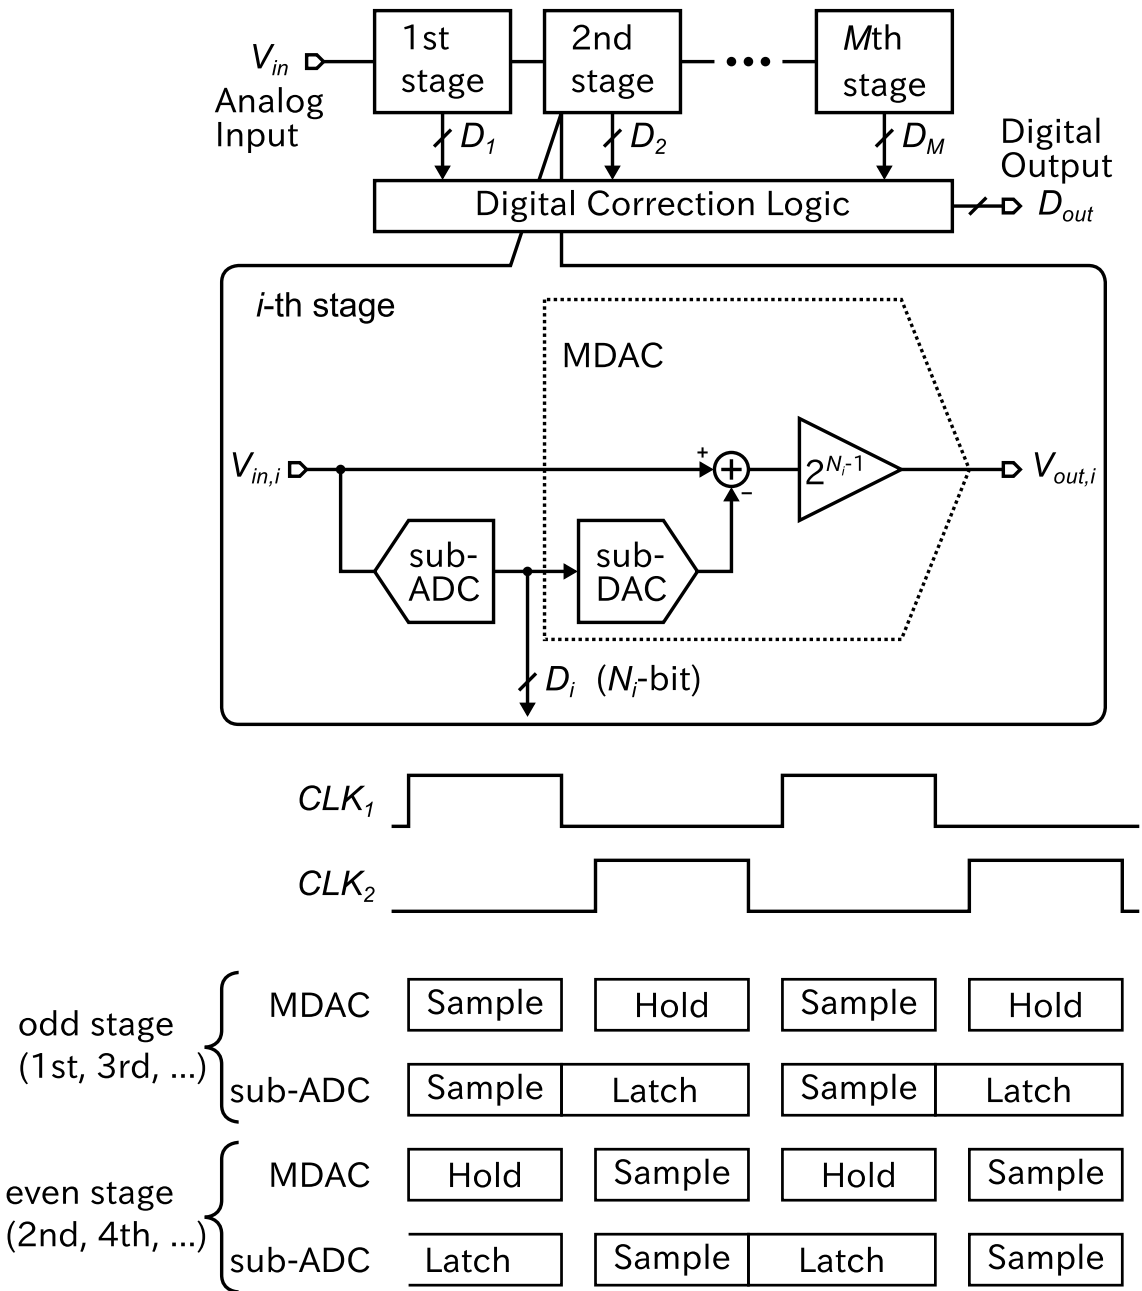 1st
stage
2nd
stage
Mth
stage
V_in
Analog
Input
D_1
D_2
D_M
Digital
Output
D_out
Digital Correction Logic
i-th stage
MDAC
V_in,i
+
+
-
2^{N_i-1}
V_out,i
sub-
ADC
sub-
DAC
D_i (N_i-bit)
CLK_1
CLK_2
odd stage
(1st, 3rd, ...)
MDAC Sample Hold Sample Hold
sub-ADC Sample Latch Sample Latch
even stage
(2nd, 4th, ...)
MDAC Hold Sample Hold Sample
sub-ADC Latch Sample Latch Sample